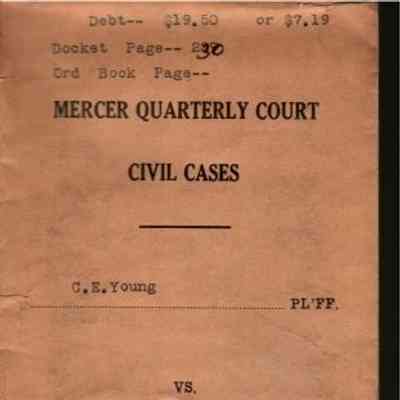 Debt-- $19.50 or $7.19
Docket Page-- 230
Ord Book Page--
MERCER QUARTERLY COURT
CIVIL CASES
C.E.Young
PL'FF.
VS.